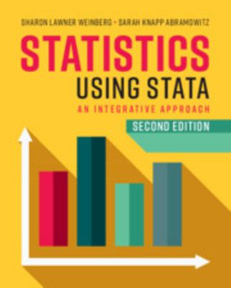 SHARON LAWNER WEINBERG • SARAH KNAPP ABRAMOWITZ
STATISTICS
USING STATA
AN INTEGRATIVE APPROACH
SECOND EDITION